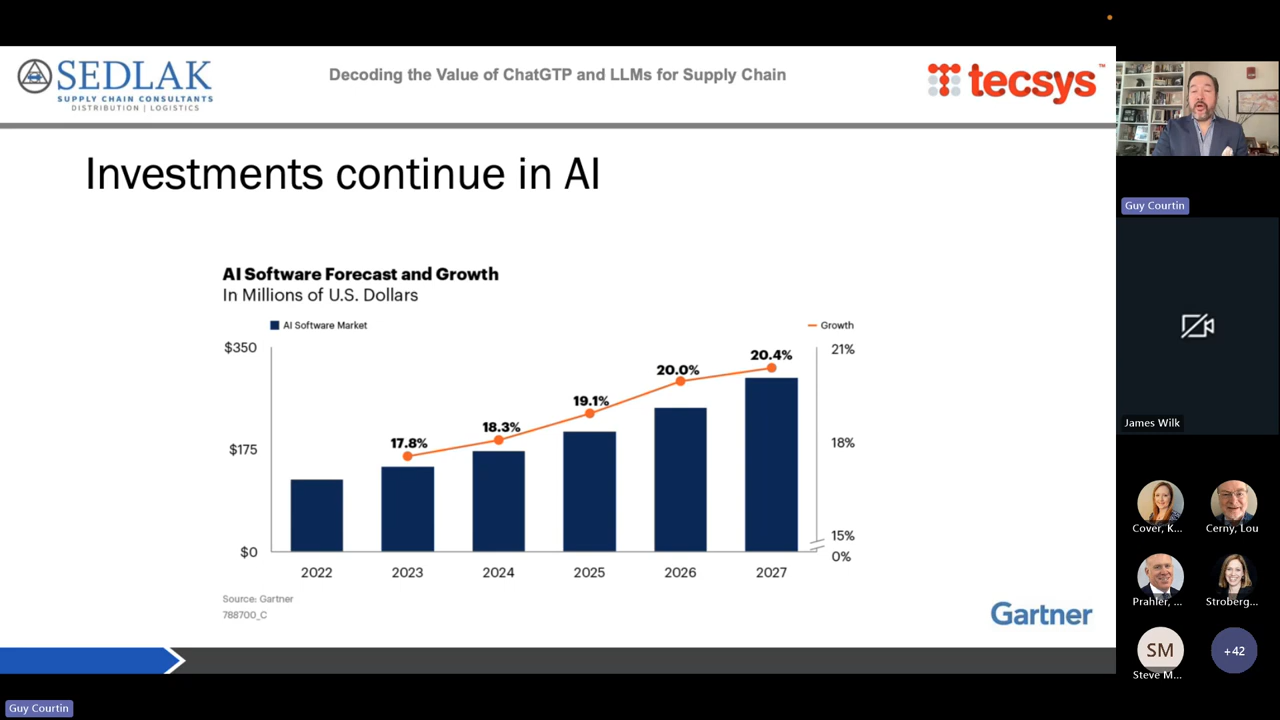 SEDLAK
SUPPLY CHAIN CONSULTANTS
DISTRIBUTION | LOGISTICS
Decoding the Value of ChatGTP and LLMs for Supply Chain
tecsys™
Investments continue in AI
AI Software Forecast and Growth
In Millions of U.S. Dollars
AI Software Market
Growth
$350
21%
20.4%
20.0%
19.1%
18.3%
17.8%
$175
18%
15%
$0
0%
2022 2023 2024 2025 2026 2027
Source: Gartner
788700_C
Gartner
Guy Courtin
James Wilk
Cover, K...
Cerny, Lou
Prahler, ...
Stroberg...
SM
+42
Steve M...
Guy Courtin